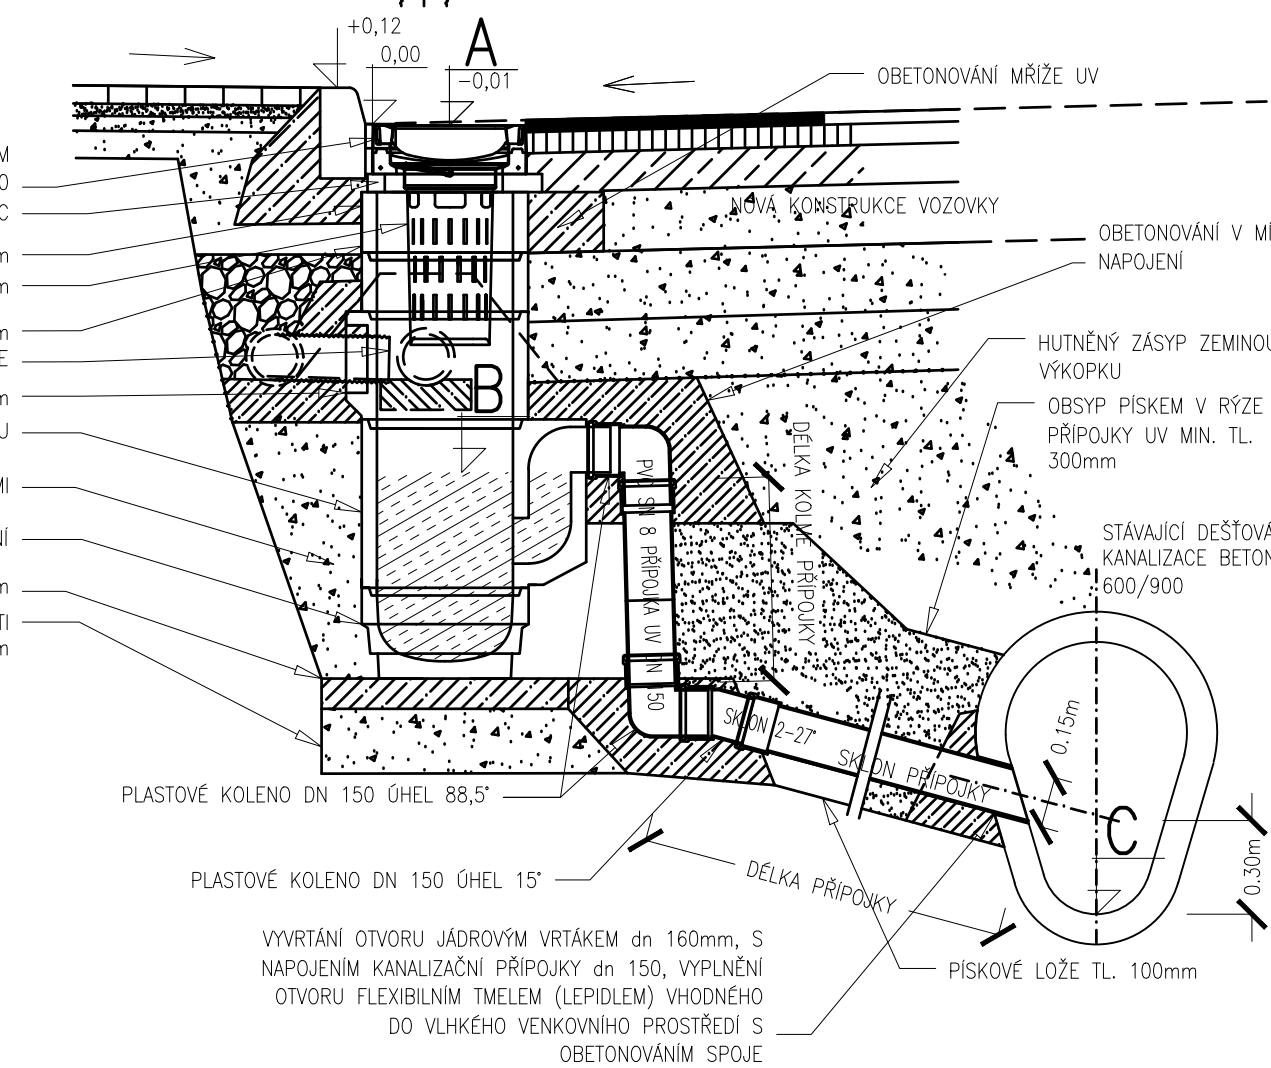 +0,12
0,00
A
-0,01
OBETONOVÁNÍ MŘÍŽE UV
M
0
C
m
m
m
E
m
U
MI
NÍ
m
TI
m
NOVÁ KONSTRUKCE VOZOVKY
OBETONOVÁNÍ V MÍ
NAPOJENÍ
HUTNĚNÝ ZÁSYP ZEMINOU
VÝKOPKU
OBSYP PÍSKEM V RÝZE
PŘÍPOJKY UV MIN. TL.
300mm
STÁVAJÍCÍ DEŠŤOVÁ
KANALIZACE BETON
600/900
B
PVC SN 8 PŘÍPOJKA UV DN 150
DÉLKA KOLMÉ PŘÍPOJKY
SKLON 2-27°
SKLON PŘÍPOJKY
0.15m
C
0.30m
PLASTOVÉ KOLENO DN 150 ÚHEL 88,5°
PLASTOVÉ KOLENO DN 150 ÚHEL 15°
DÉLKA PŘÍPOJKY
PÍSKOVÉ LOŽE TL. 100mm
VYVRTÁNÍ OTVORU JÁDROVÝM VRTÁKEM dn 160mm, S
NAPOJENÍM KANALIZAČNÍ PŘÍPOJKY dn 150, VYPLNĚNÍ
OTVORU FLEXIBILNÍM TMELEM (LEPIDLEM) VHODNÉHO
DO VLHKÉHO VENKOVNÍHO PROSTŘEDÍ S
OBETONOVÁNÍM SPOJE